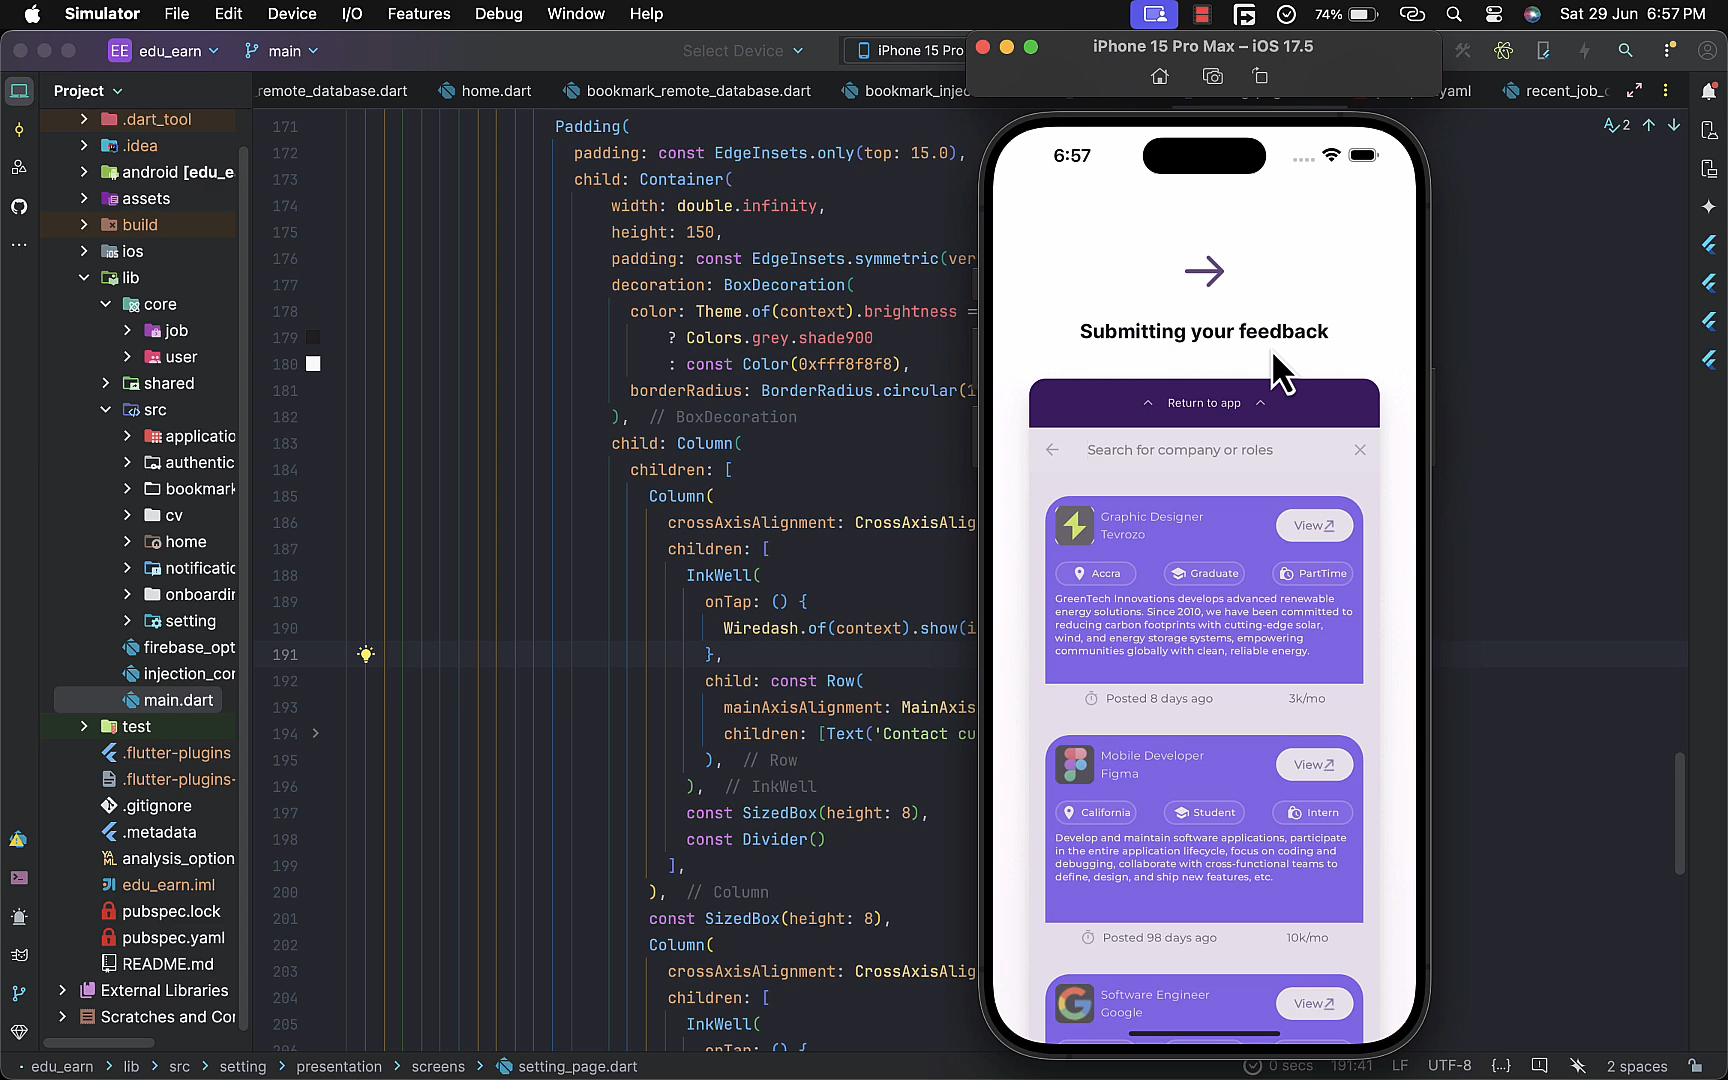 Simulator File Edit Device I/O Features Debug Window Help
74% Sat 29 Jun 6:57 PM
EE edu_earn main
Select Device
iPhone 15 Pro
iPhone 15 Pro Max – iOS 17.5
Project
remote_database.dart
home.dart
bookmark_remote_database.dart
bookmark_injec
yaml
recent_job_c
2
.dart_tool
.idea
android [edu_e
assets
build
ios
lib
core
job
user
shared
src
applicatio
authentic
bookmark
cv
home
notificatio
onboardin
setting
firebase_opt
injection_cor
main.dart
test
.flutter-plugins
.flutter-plugins-
.gitignore
.metadata
analysis_option
edu_earn.iml
pubspec.lock
pubspec.yaml
README.md
External Libraries
Scratches and Cor
171 Padding(
172 padding: const EdgeInsets.only(top: 15.0),
173 child: Container(
174 width: double.infinity,
175 height: 150,
176 padding: const EdgeInsets.symmetric(ver
177 decoration: BoxDecoration(
178 color: Theme.of(context).brightness =
179 ? Colors.grey.shade900
180 : const Color(0xfff8f8f8),
181 borderRadius: BorderRadius.circular(1
182 ), // BoxDecoration
183 child: Column(
184 children: [
185 Column(
186 crossAxisAlignment: CrossAxisAlig
187 children: [
188 InkWell(
189 onTap: () {
190 Wiredash.of(context).show(i
191 },
192 child: const Row(
193 mainAxisAlignment: MainAxis
194 children: [Text('Contact cu
195 ), // Row
196 ), // InkWell
197 const SizedBox(height: 8),
198 const Divider()
199 ],
200 ), // Column
201 const SizedBox(height: 8),
202 Column(
203 crossAxisAlignment: CrossAxisAlig
204 children: [
205 InkWell(
206 onTap: () {
6:57
Submitting your feedback
Return to app
Search for company or roles
Graphic Designer
Tevrozo
View
Accra Graduate PartTime
GreenTech Innovations develops advanced renewable
energy solutions. Since 2010, we have been committed to
reducing carbon footprints with cutting-edge solar,
wind, and energy storage systems, empowering
communities globally with clean, reliable energy.
Posted 8 days ago 3k/mo
Mobile Developer
Figma
View
California Student Intern
Develop and maintain software applications, participate
in the entire application lifecycle, focus on coding and
debugging, collaborate with cross-functional teams to
define, design, and ship new features, etc.
Posted 98 days ago 10k/mo
Software Engineer
Google
View
edu_earn lib src setting presentation screens setting_page.dart
0 secs 191:41 LF UTF-8 {...} 2 spaces